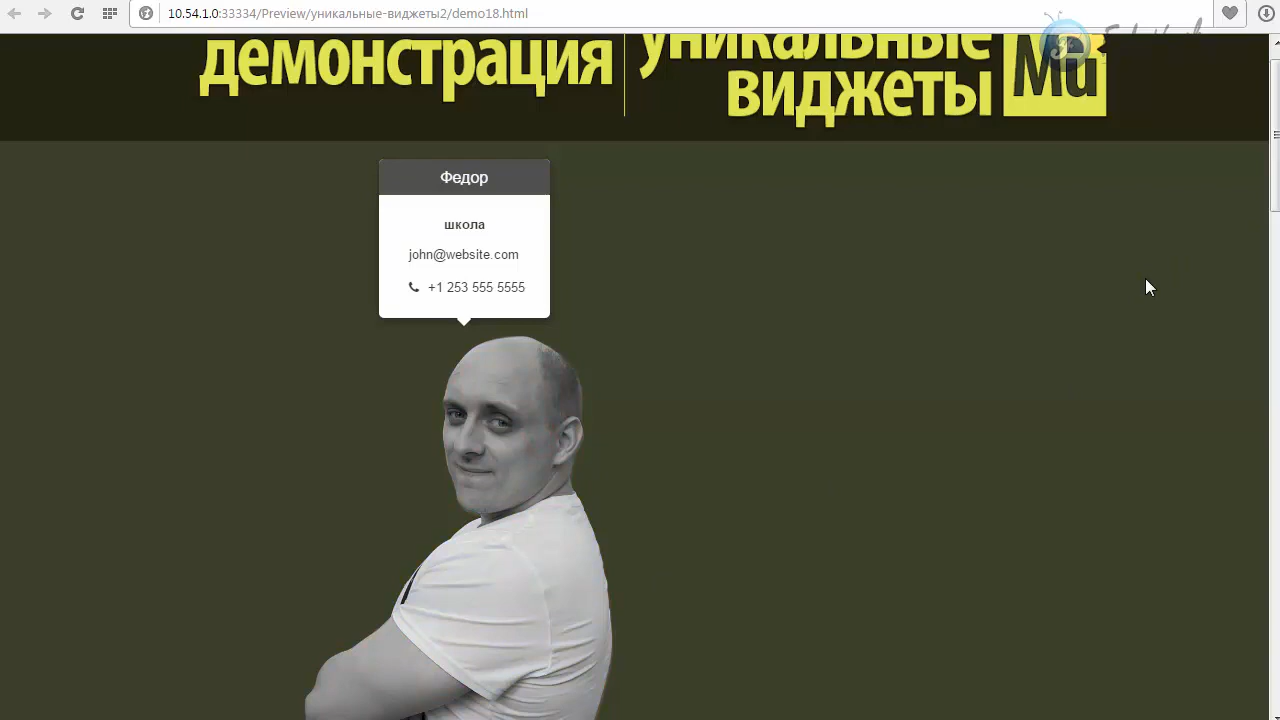 10.54.1.0:33334/Preview/уникальные-виджеты2/demo18.html
демонстрация
уникальные
виджеты
Mu
Федор
школа
john@website.com
+1 253 555 5555